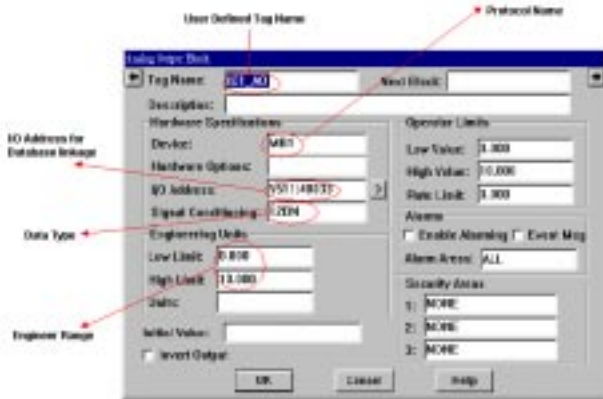 Protocol Name
User Defined Tag Name
Analog Output Block
Tag Name:
Next Block:
Description:
Hardware Specifications
Operator Limits
I/O Address for
Database linkage
Device:
Low Value: 0.000
Hardware Options:
High Value: 10.000
I/O Address:
Rate Limit: 0.000
Signal Conditioning:
Alarms
Data Type
Engineering Units
Enable Alarming
Event Msg
Low Limit: 0.000
Alarm Areas: ALL
High Limit: 10.000
Security Areas
Units:
1: NONE
Engineer Range
Initial Value:
2: NONE
Invert Output
3: NONE
OK
Cancel
Help